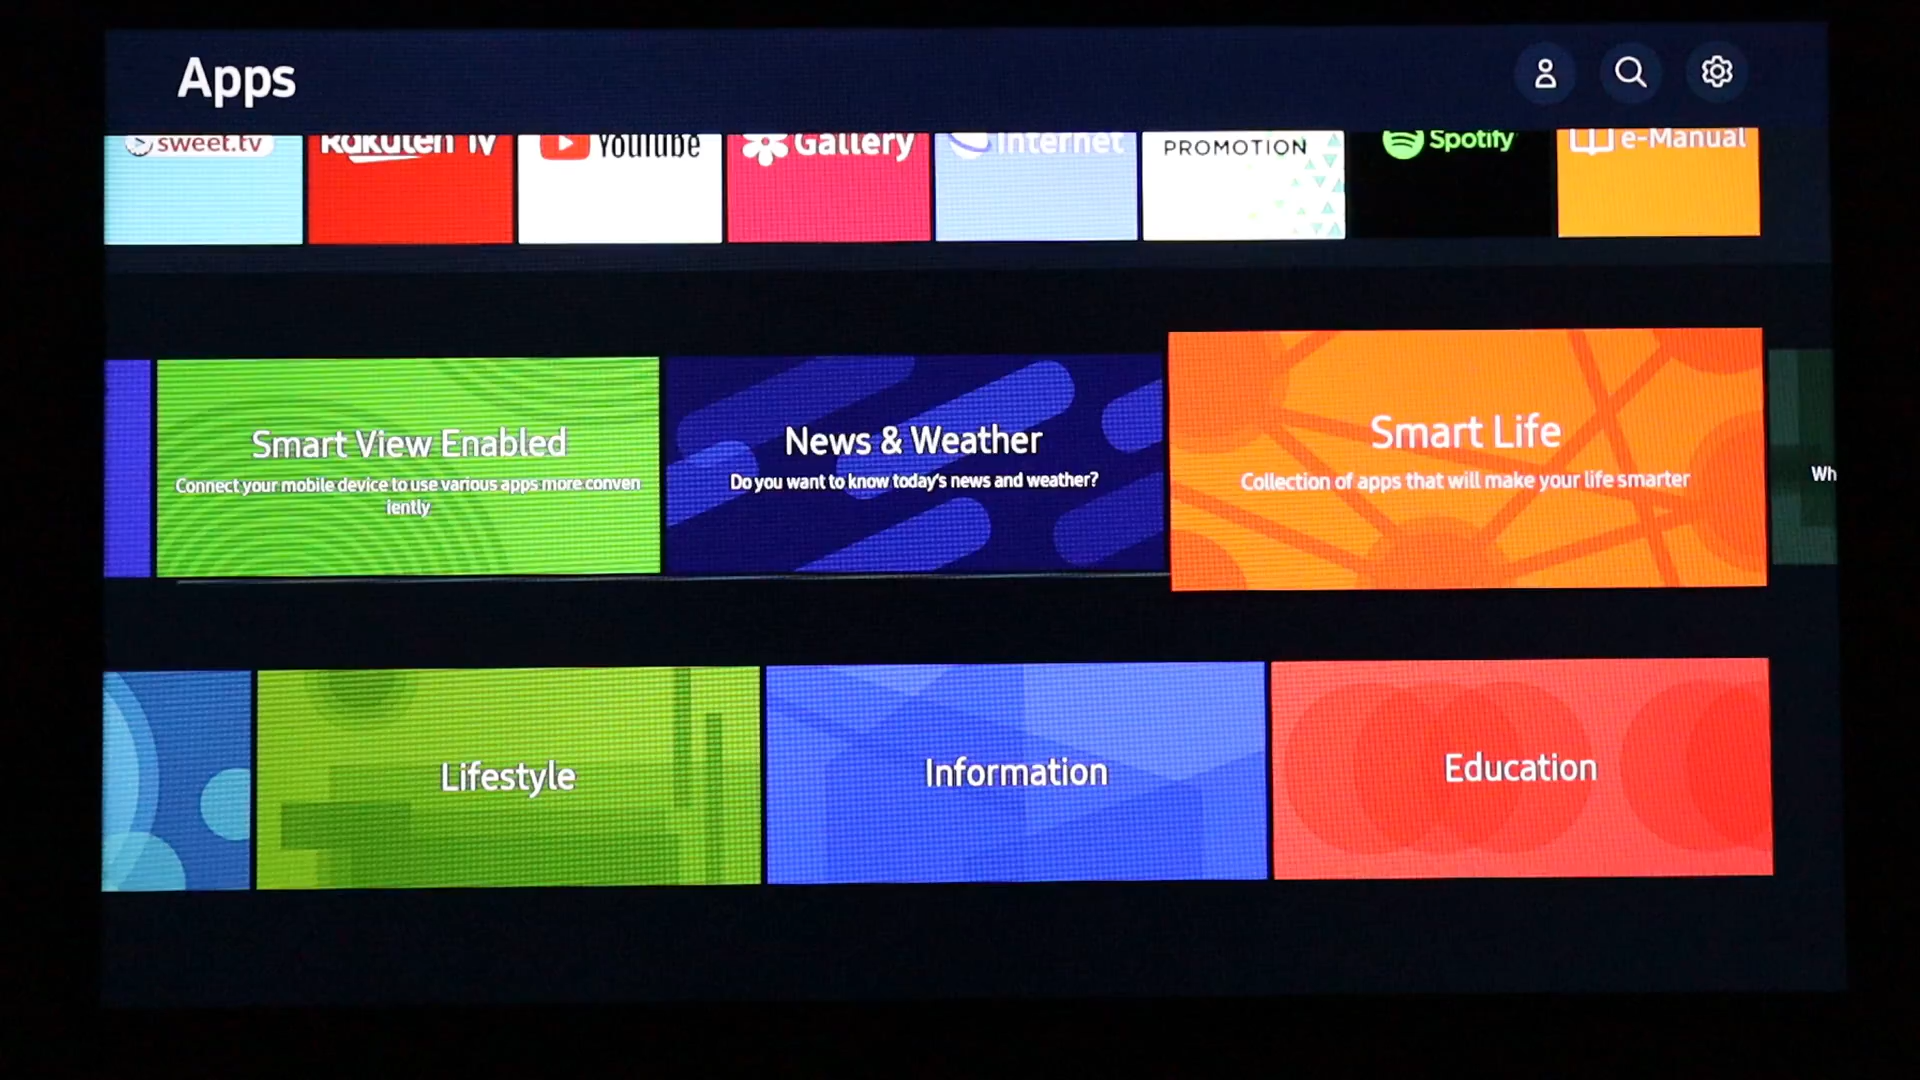 Apps
sweet.tv
Rakuten TV
YouTube
Gallery
Internet
PROMOTION
Spotify
e-Manual
Smart View Enabled
Connect your mobile device to use various apps more conven
iently
News & Weather
Do you want to know today's news and weather?
Smart Life
Collection of apps that will make your life smarter
Wh
Lifestyle
Information
Education